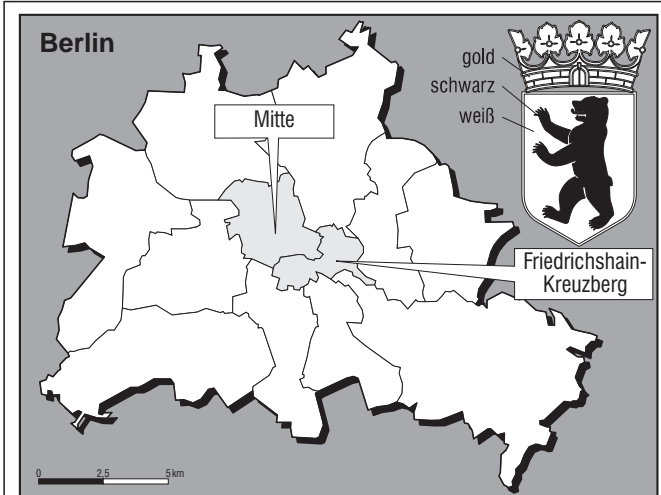 Berlin
gold
schwarz
weiß
Mitte
Friedrichshain-
Kreuzberg
0 2,5 5km